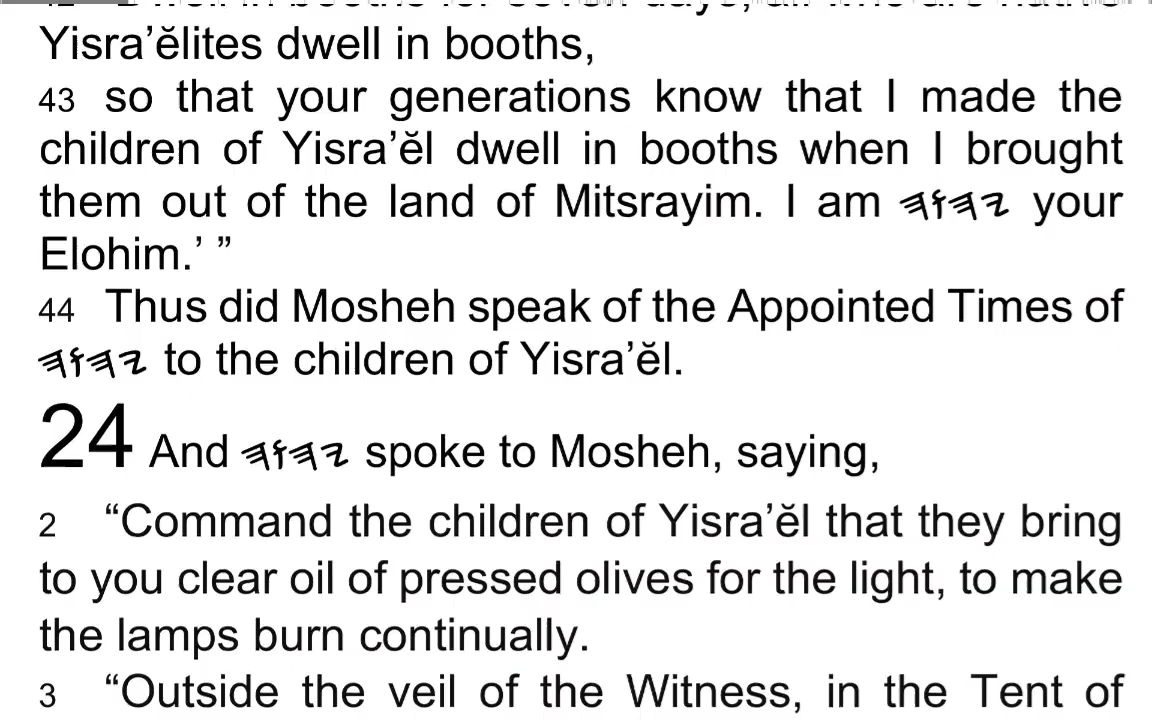 Yisra’ĕlites dwell in booths,
43 so that your generations know that I made the
children of Yisra’ĕl dwell in booths when I brought
them out of the land of Mitsrayim. I am 𐤉𐤄𐤅𐤄 your
Elohim.’ ”
44 Thus did Mosheh speak of the Appointed Times of
𐤉𐤄𐤅𐤄 to the children of Yisra’ĕl.
24 And 𐤉𐤄𐤅𐤄 spoke to Mosheh, saying,
2 “Command the children of Yisra’ĕl that they bring
to you clear oil of pressed olives for the light, to make
the lamps burn continually.
3 “Outside the veil of the Witness, in the Tent of